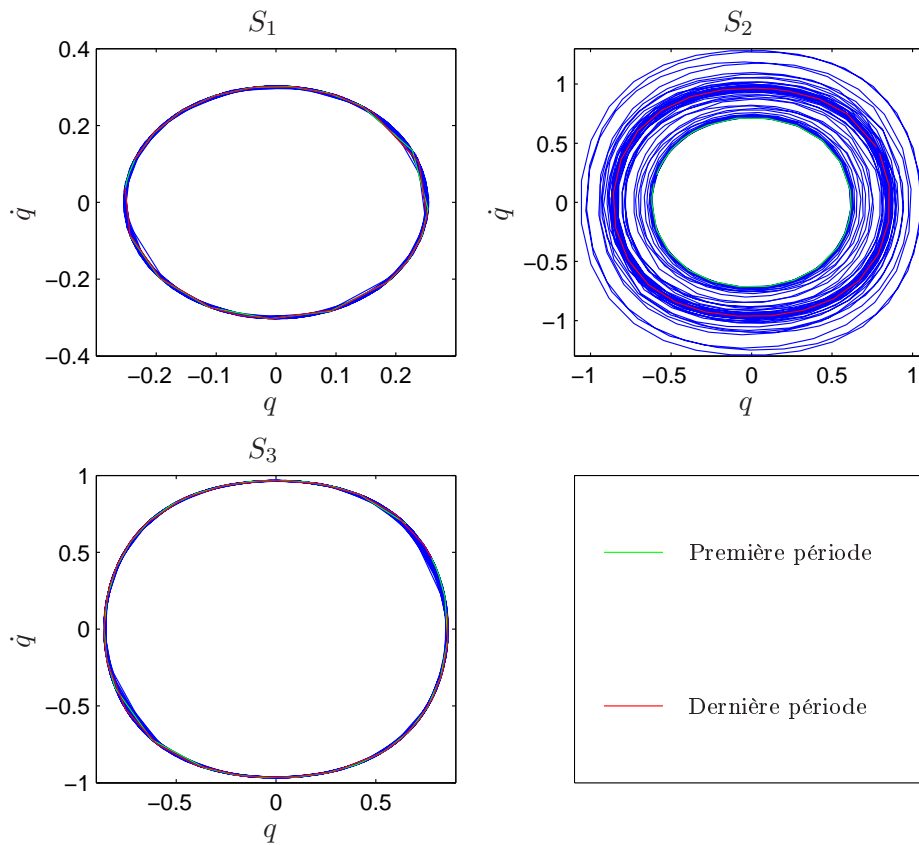 S₁
0.4
0.2
0
−0.2
−0.4
q̇
−0.2 −0.1 0 0.1 0.2
q
S₂
1
0.5
0
−0.5
−1
q̇
−1 −0.5 0 0.5 1
q
S₃
1
0.5
0
−0.5
−1
q̇
−0.5 0 0.5
q
Première période
Dernière période